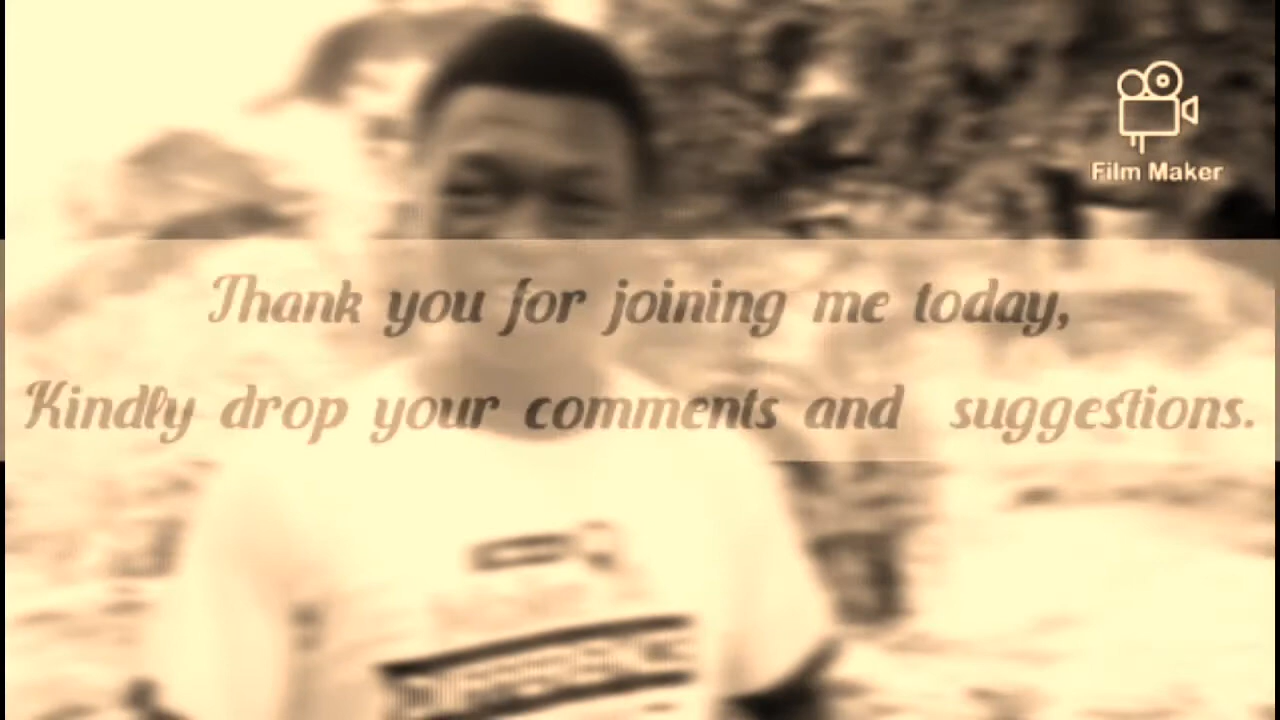 Film Maker
Thank you for joining me today,
Kindly drop your comments and suggestions.